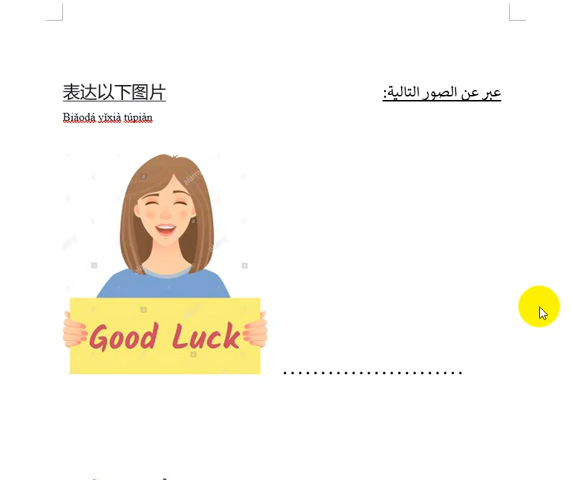 表达以下图片
عبر عن الصور التالية:
Biǎodá yǐxià túpiàn
Good Luck
........................